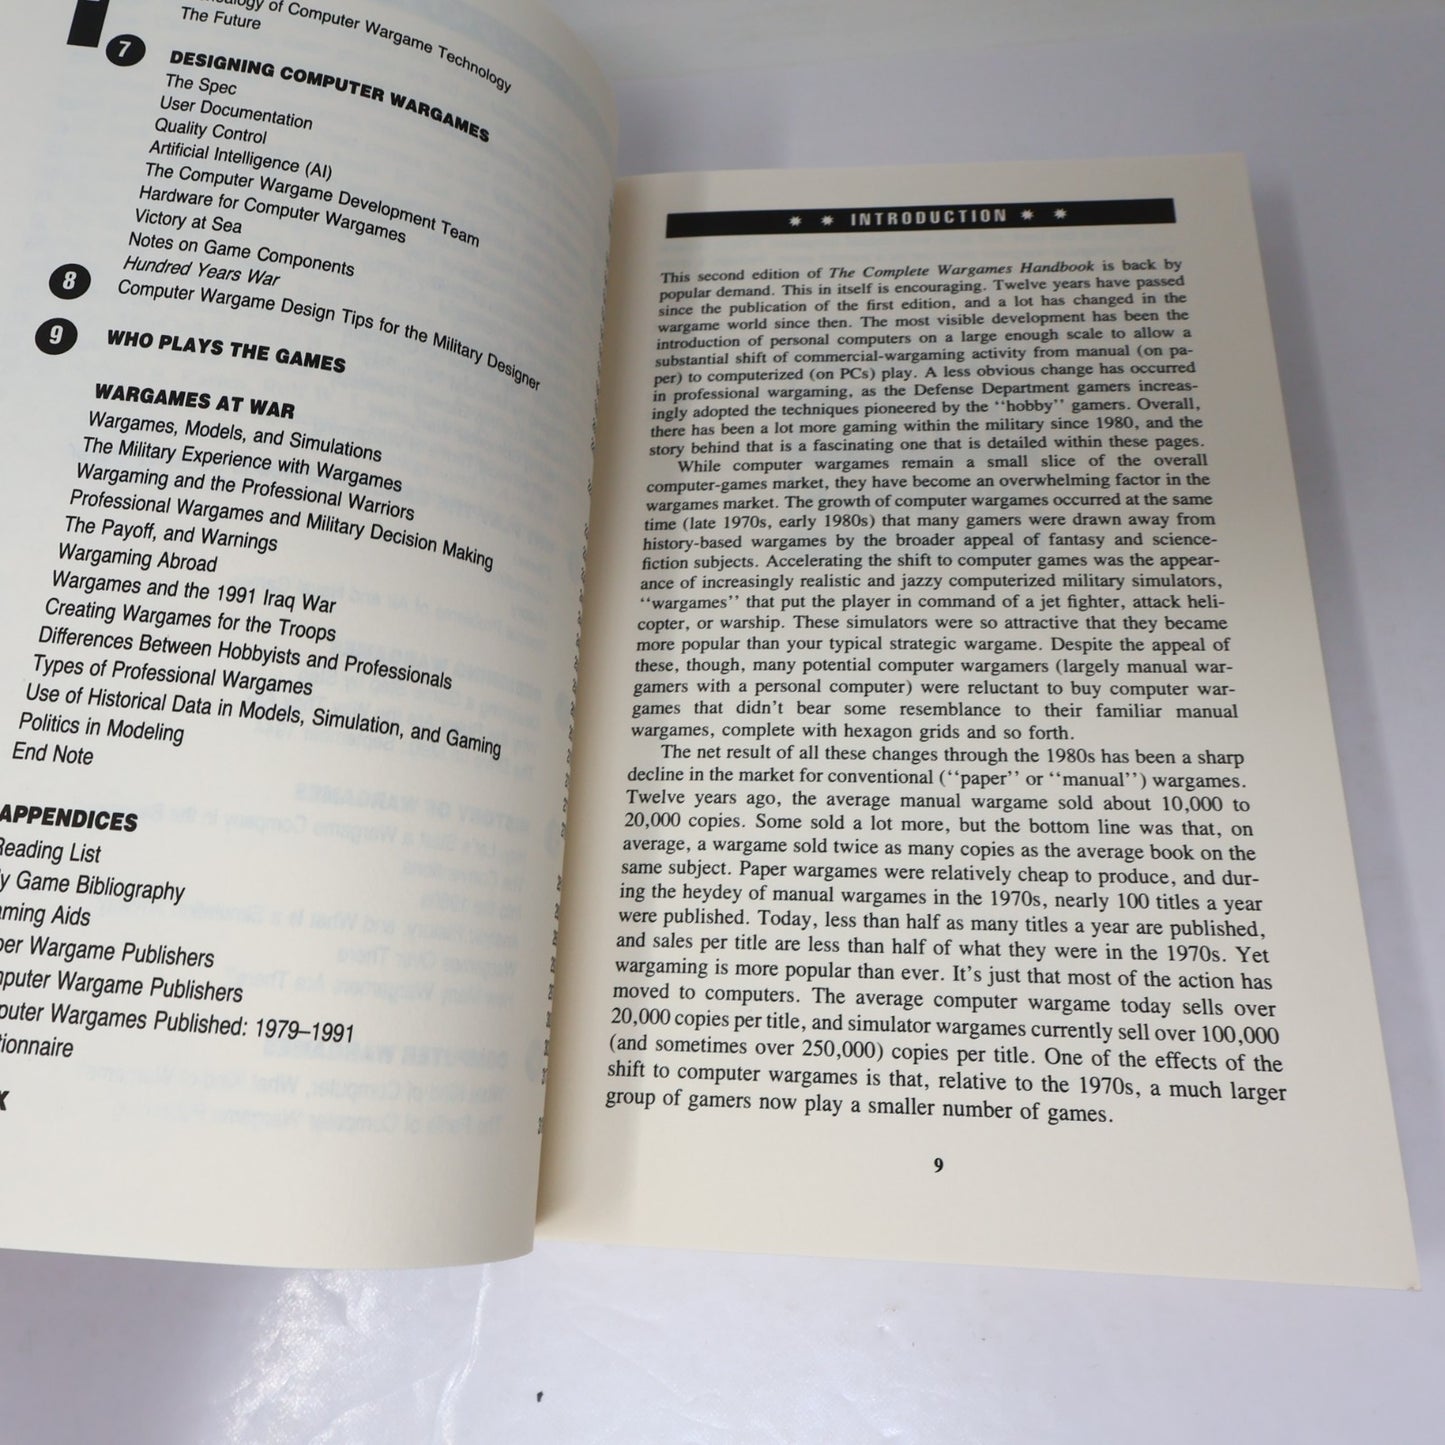 of Computer Wargame Technology
The Future
7 DESIGNING COMPUTER WARGAMES
The Spec
User Documentation
Quality Control
Artificial Intelligence (AI)
The Computer Wargame Development Team
Hardware for Computer Wargames
Victory at Sea
Notes on Game Components
Hundred Years War
Computer Wargame Design Tips for the Military Designer
8 WHO PLAYS THE GAMES
9 WARGAMES AT WAR
Wargames, Models, and Simulations
The Military Experience with Wargames
Wargaming and the Professional Warriors
Professional Wargames and Military Decision Making
The Payoff, and Warnings
Wargaming Abroad
Wargames and the 1991 Iraq War
Creating Wargames for the Troops
Differences Between Hobbyists and Professionals
Types of Professional Wargames
Use of Historical Data in Models, Simulation, and Gaming
Politics in Modeling
End Note
APPENDICES
Reading List
Game Bibliography
Aids
Wargame Publishers
Wargame Publishers
Wargames Published: 1979–1991
INTRODUCTION
This second edition of The Complete Wargames Handbook is back by
popular demand. This in itself is encouraging. Twelve years have passed
since the publication of the first edition, and a lot has changed in the
wargame world since then. The most visible development has been the
introduction of personal computers on a large enough scale to allow a
substantial shift of commercial-wargaming activity from manual (on pa-
per) to computerized (on PCs) play. A less obvious change has occurred
in professional wargaming, as the Defense Department gamers increas-
ingly adopted the techniques pioneered by the "hobby" gamers. Overall,
there has been a lot more gaming within the military since 1980, and the
story behind that is a fascinating one that is detailed within these pages.
While computer wargames remain a small slice of the overall
computer-games market, they have become an overwhelming factor in the
wargames market. The growth of computer wargames occurred at the same
time (late 1970s, early 1980s) that many gamers were drawn away from
history-based wargames by the broader appeal of fantasy and science-
fiction subjects. Accelerating the shift to computer games was the appear-
ance of increasingly realistic and jazzy computerized military simulators,
"wargames" that put the player in command of a jet fighter, attack heli-
copter, or warship. These simulators were so attractive that they became
more popular than your typical strategic wargame. Despite the appeal of
these, though, many potential computer wargamers (largely manual war-
gamers with a personal computer) were reluctant to buy computer war-
games that didn't bear some resemblance to their familiar manual
wargames, complete with hexagon grids and so forth.
The net result of all these changes through the 1980s has been a sharp
decline in the market for conventional ("paper" or "manual") wargames.
Twelve years ago, the average manual wargame sold about 10,000 to
20,000 copies. Some sold a lot more, but the bottom line was that, on
average, a wargame sold twice as many copies as the average book on the
same subject. Paper wargames were relatively cheap to produce, and dur-
ing the heydey of manual wargames in the 1970s, nearly 100 titles a year
were published. Today, less than half as many titles a year are published,
and sales per title are less than half of what they were in the 1970s. Yet
wargaming is more popular than ever. It's just that most of the action has
moved to computers. The average computer wargame today sells over
20,000 copies per title, and simulator wargames currently sell over 100,000
(and sometimes over 250,000) copies per title. One of the effects of the
shift to computer wargames is that, relative to the 1970s, a much larger
group of gamers now play a smaller number of games.
9